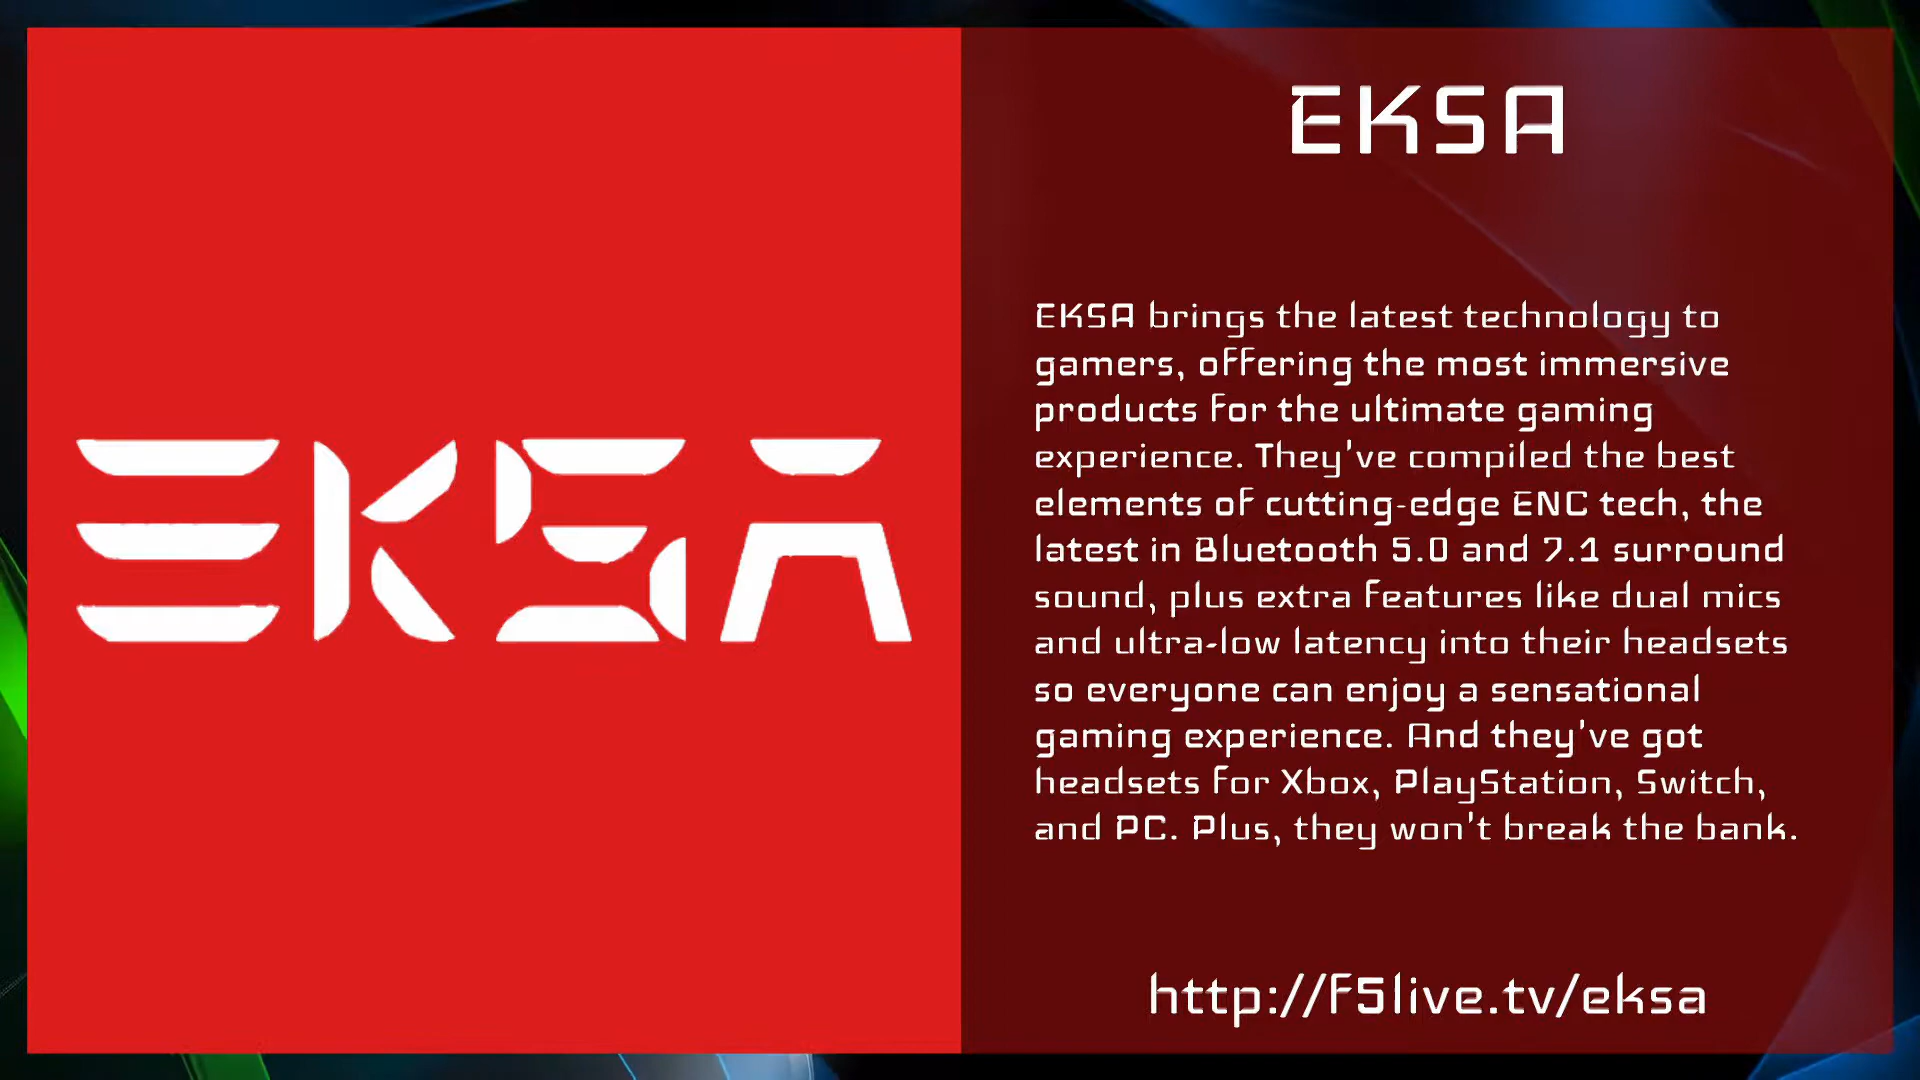 EKSA
EKSA
EKSA brings the latest technology to
gamers, offering the most immersive
products for the ultimate gaming
experience. They've compiled the best
elements of cutting-edge ENC tech, the
latest in Bluetooth 5.0 and 7.1 surround
sound, plus extra features like dual mics
and ultra-low latency into their headsets
so everyone can enjoy a sensational
gaming experience. And they've got
headsets for Xbox, PlayStation, Switch,
and PC. Plus, they won't break the bank.
http://F5live.tv/eksa